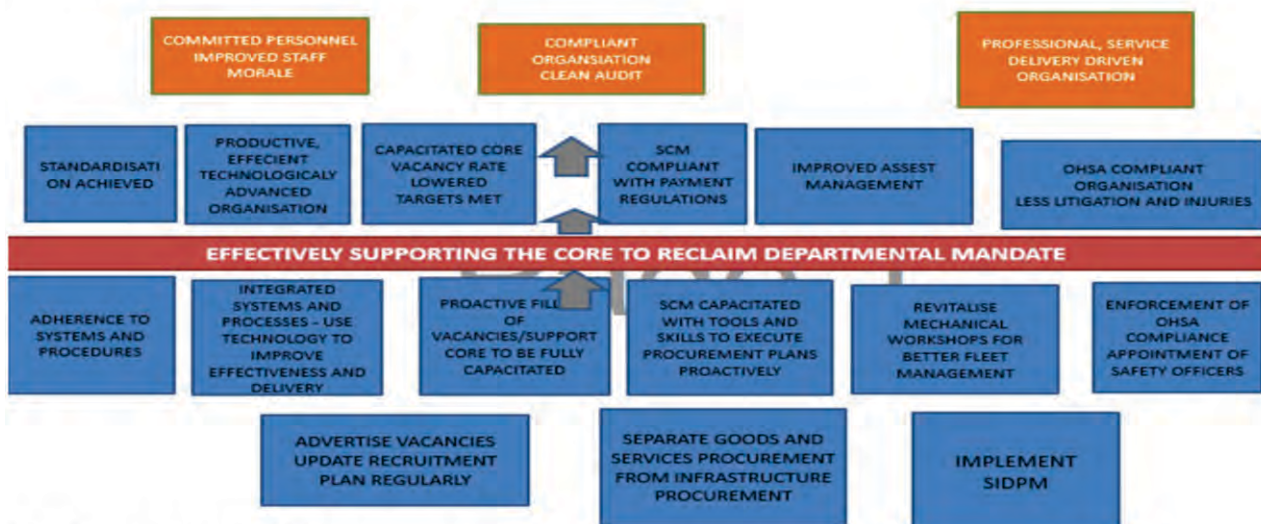 COMMITTED PERSONNEL
IMPROVED STAFF
MORALE
COMPLIANT
ORGANSIATION
CLEAN AUDIT
PROFESSIONAL, SERVICE
DELIVERY DRIVEN
ORGANISATION
STANDARDISATI
ON ACHIEVED
PRODUCTIVE,
EFFECIENT
TECHNOLOGICALY
ADVANCED
ORGANISATION
CAPACITATED CORE
VACANCY RATE
LOWERED
TARGETS MET
SCM
COMPLIANT
WITH PAYMENT
REGULATIONS
IMPROVED ASSEST
MANAGEMENT
OHSA COMPLIANT
ORGANISATION
LESS LITIGATION AND INJURIES
EFFECTIVELY SUPPORTING THE CORE TO RECLAIM DEPARTMENTAL MANDATE
ADHERENCE TO
SYSTEMS AND
PROCEDURES
INTEGRATED
SYSTEMS AND
PROCESSES - USE
TECHNOLOGY TO
IMPROVE
EFFECTIVENESS AND
DELIVERY
PROACTIVE FILL
OF
VACANCIES/SUPPORT
CORE TO BE FULLY
CAPACITATED
SCM CAPACITATED
WITH TOOLS AND
SKILLS TO EXECUTE
PROCUREMENT PLANS
PROACTIVELY
REVITALISE
MECHANICAL
WORKSHOPS FOR
BETTER FLEET
MANAGEMENT
ENFORCEMENT OF
OHSA
COMPLIANCE
APPOINTMENT OF
SAFETY OFFICERS
ADVERTISE VACANCIES
UPDATE RECRUITMENT
PLAN REGULARLY
SEPARATE GOODS AND
SERVICES PROCUREMENT
FROM INFRASTRUCTURE
PROCUREMENT
IMPLEMENT
SIDPM